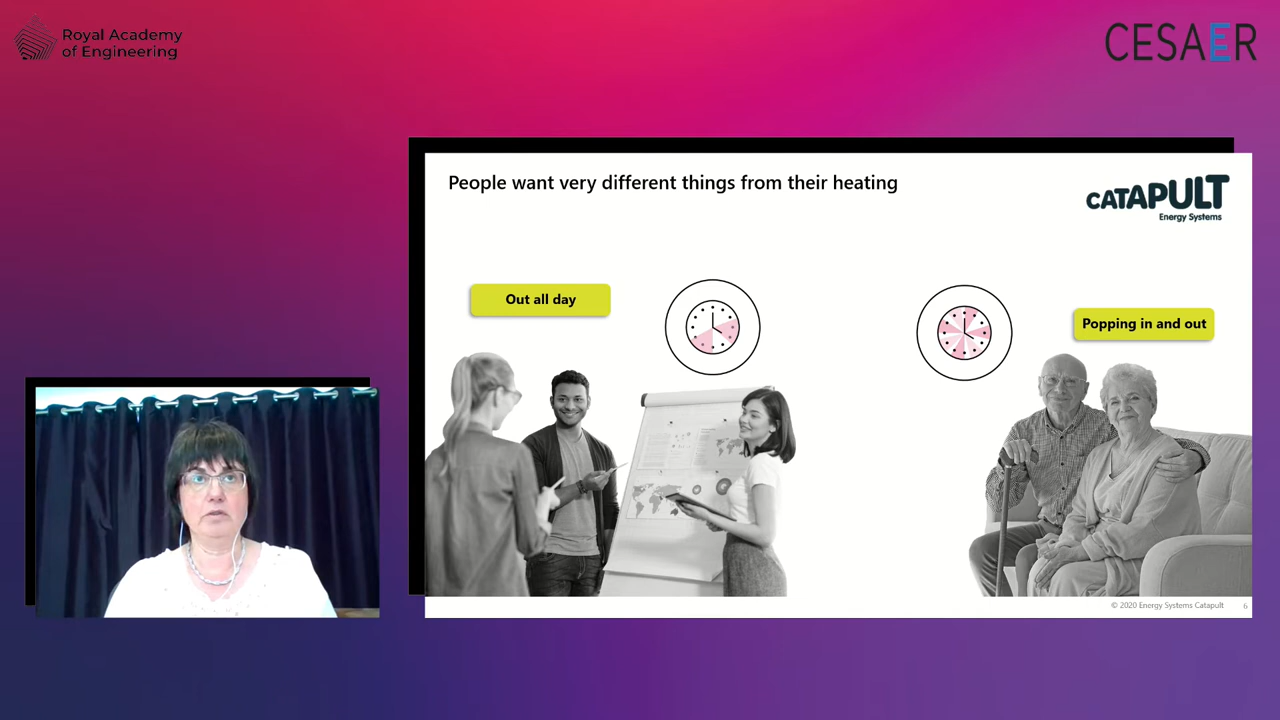 Royal Academy
of Engineering
CESAER
People want very different things from their heating
CATAPULT
Energy Systems
Out all day
Popping in and out
© 2020 Energy Systems Catapult
6